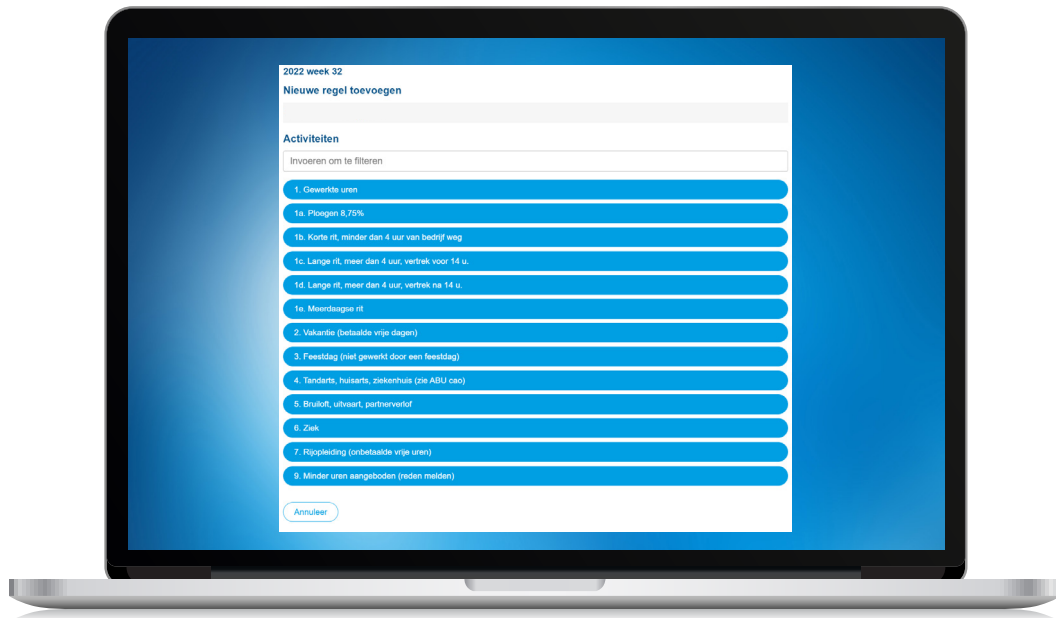 2022 week 32
Nieuwe regel toevoegen
Activiteiten
Invoeren om te filteren
1. Gewerkte uren
1a. Ploegen 8,75%
1b. Korte rit, minder dan 4 uur van bedrijf weg
1c. Lange rit, meer dan 4 uur, vertrek voor 14 u.
1d. Lange rit, meer dan 4 uur, vertrek na 14 u.
1e. Meerdaagse rit
2. Vakantie (betaalde vrije dagen)
3. Feestdag (niet gewerkt door een feestdag)
4. Tandarts, huisarts, ziekenhuis (zie ABU cao)
5. Bruiloft, uitvaart, partnerverlof
6. Ziek
7. Rijopleiding (onbetaalde vrije uren)
9. Minder uren aangeboden (reden melden)
Annuleer